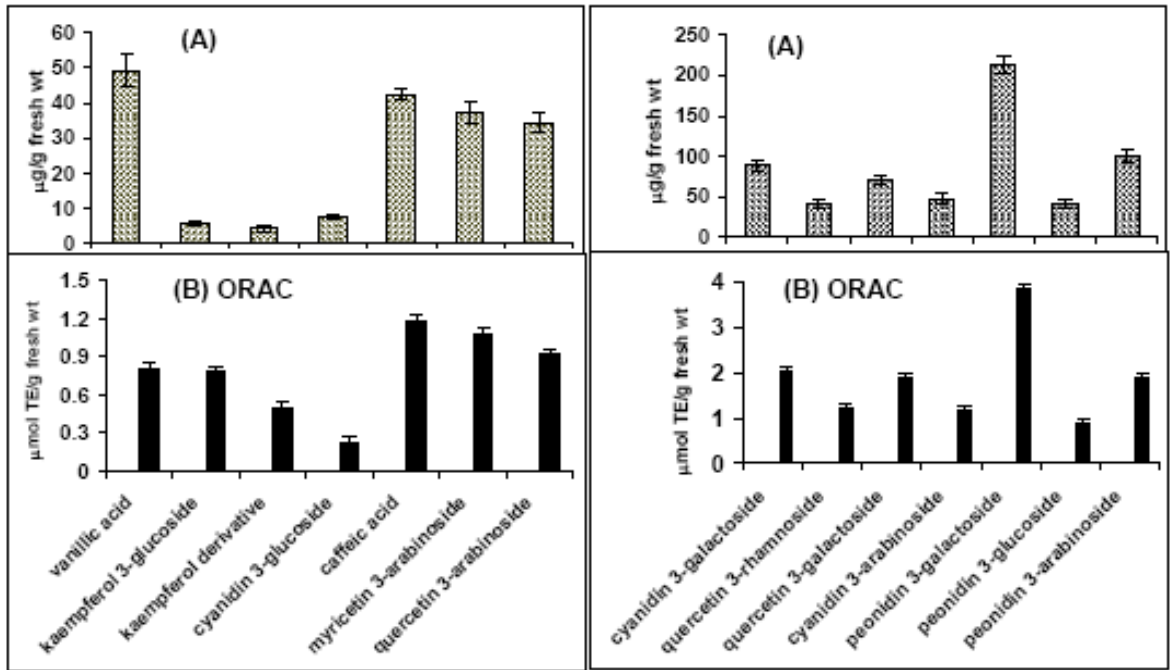 (A)
μg/g fresh wt
60
50
40
30
20
10
0
(B) ORAC
μmol TE/g fresh wt
1.5
1.2
0.9
0.6
0.3
0
vanillic acid
kaempferol 3-glucoside
kaempferol derivative
cyanidin 3-glucoside
caffeic acid
myricetin 3-arabinoside
quercetin 3-arabinoside
(A)
μg/g fresh wt
250
200
150
100
50
0
(B) ORAC
μmol TE/g fresh wt
4
3
2
1
0
cyanidin 3-galactoside
quercetin 3-rhamnoside
quercetin 3-galactoside
cyanidin 3-arabinoside
peonidin 3-galactoside
peonidin 3-glucoside
peonidin 3-arabinoside